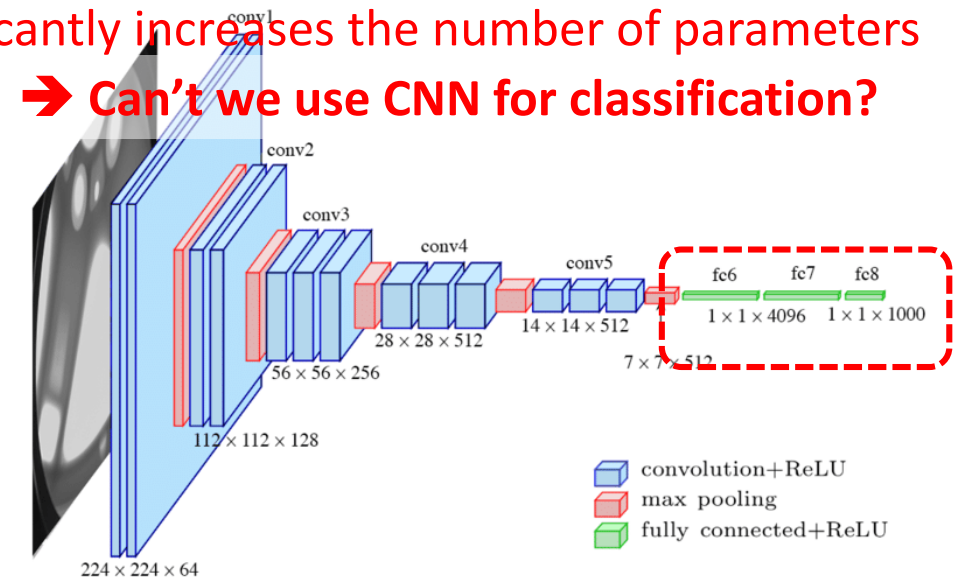 cantly increases the number of parameters
➔ Can't we use CNN for classification?
conv1
conv2
conv3
conv4
conv5
fc6 fc7 fc8
1 × 1 × 4096 1 × 1 × 1000
14 × 14 × 512
28 × 28 × 512
7 × 7 × 512
56 × 56 × 256
112 × 112 × 128
convolution+ReLU
max pooling
fully connected+ReLU
224 × 224 × 64